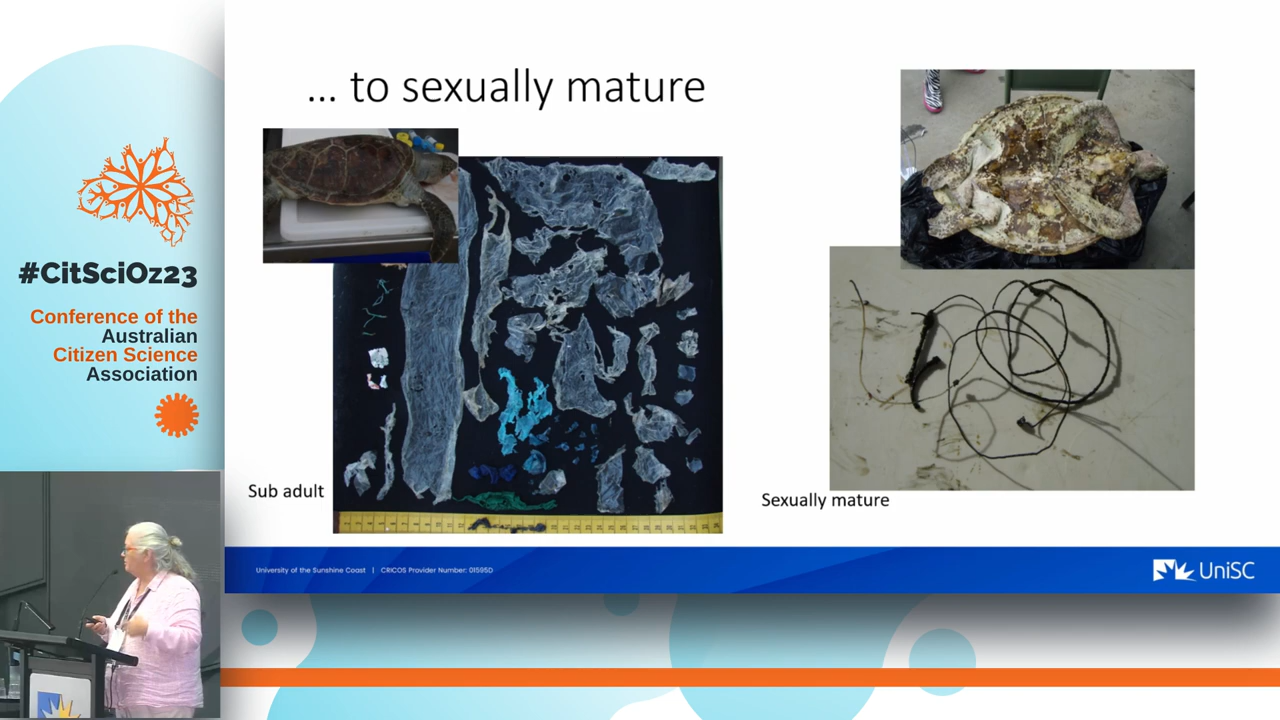 ... to sexually mature
#CitSciOz23
Conference of the
Australian
Citizen Science
Association
Sub adult
Sexually mature
University of the Sunshine Coast | CRICOS Provider Number: 01595D
UniSC